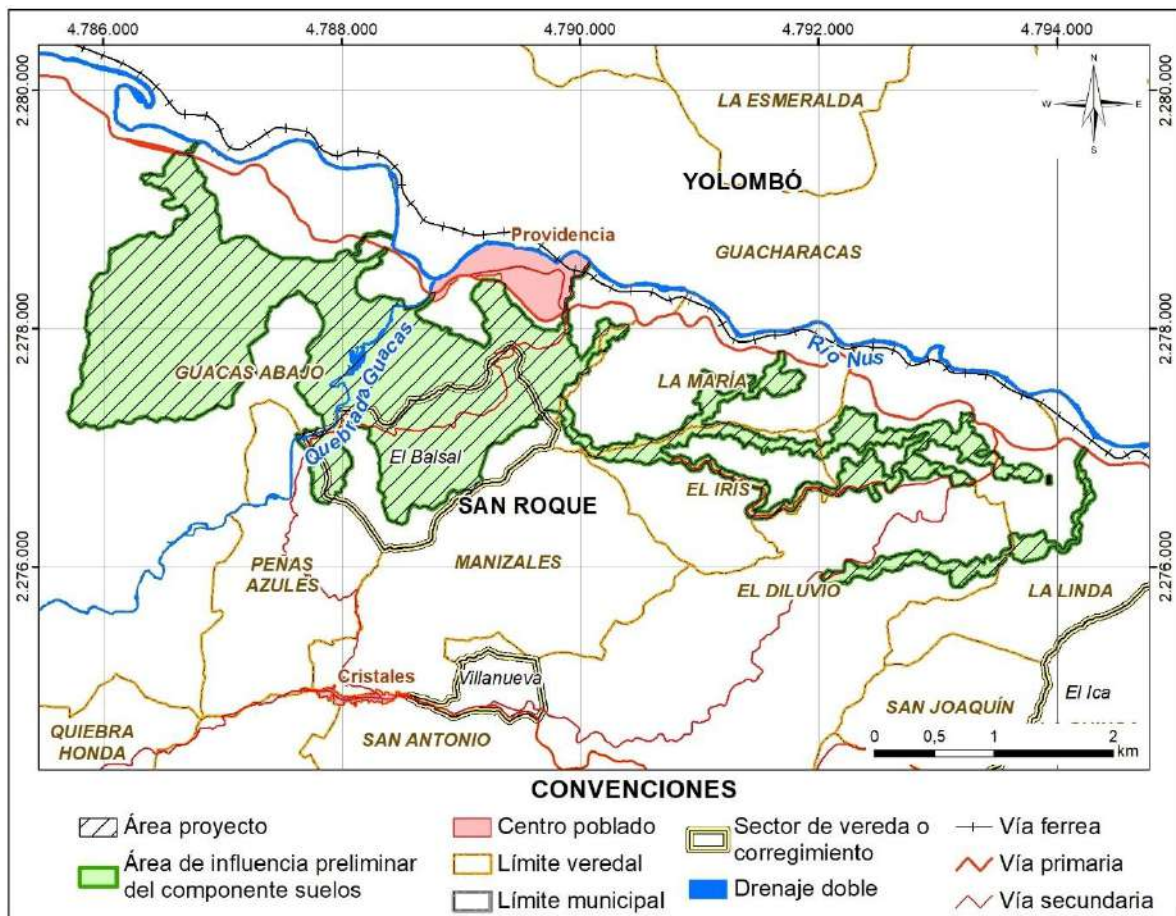 4.786.000
4.788.000
4.790.000
4.792.000
4.794.000
2.280.000
2.280.000
N
W
E
S
LA ESMERALDA
YOLOMBÓ
Providencia
GUACHARACAS
2.278.000
2.278.000
Río Nus
GUACAS ABAJO
Quebrada Guacas
LA MARÍA
El Balsal
EL IRIS
SAN ROQUE
2.276.000
2.276.000
PEÑAS
AZULES
MANIZALES
EL DILUVIO
LA LINDA
Cristales
Villanueva
El Ica
SAN JOAQUÍN
QUIEBRA
HONDA
SAN ANTONIO
0
0,5
1
2
km
CONVENCIONES
Área proyecto
Área de influencia preliminar
del componente suelos
Centro poblado
Límite veredal
Límite municipal
Sector de vereda o
corregimiento
Drenaje doble
Vía ferrea
Vía primaria
Vía secundaria